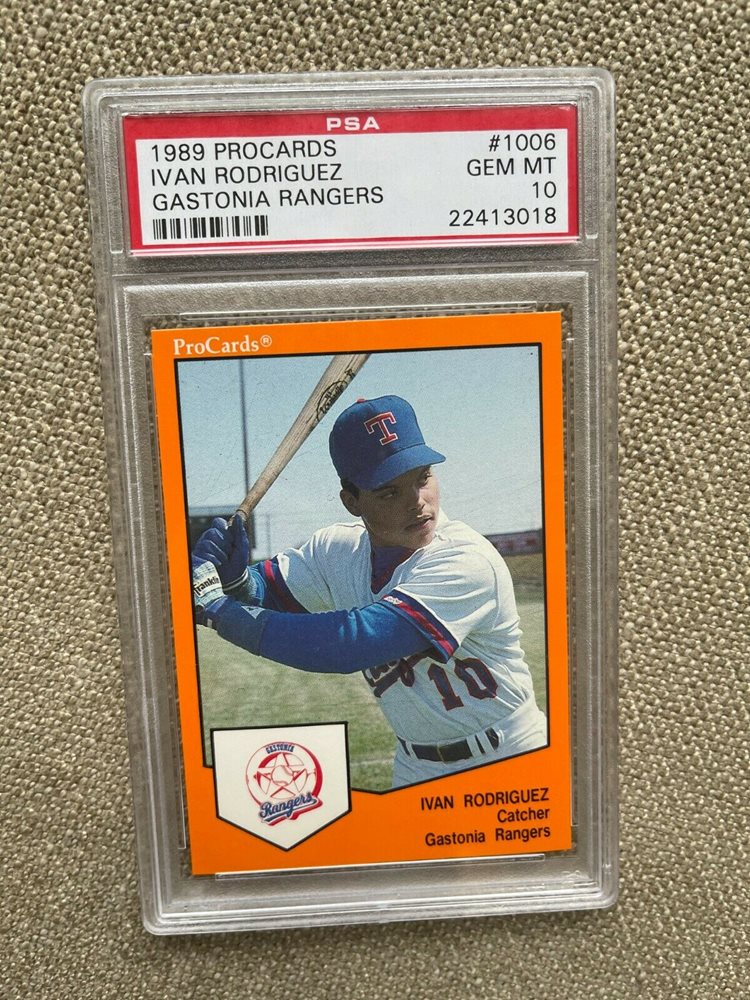 PSA
1989 PROCARDS #1006
IVAN RODRIGUEZ GEM MT
GASTONIA RANGERS 10
22413018
ProCards®
T
Franklin
10
GASTONIA
Rangers
IVAN RODRIGUEZ
Catcher
Gastonia Rangers